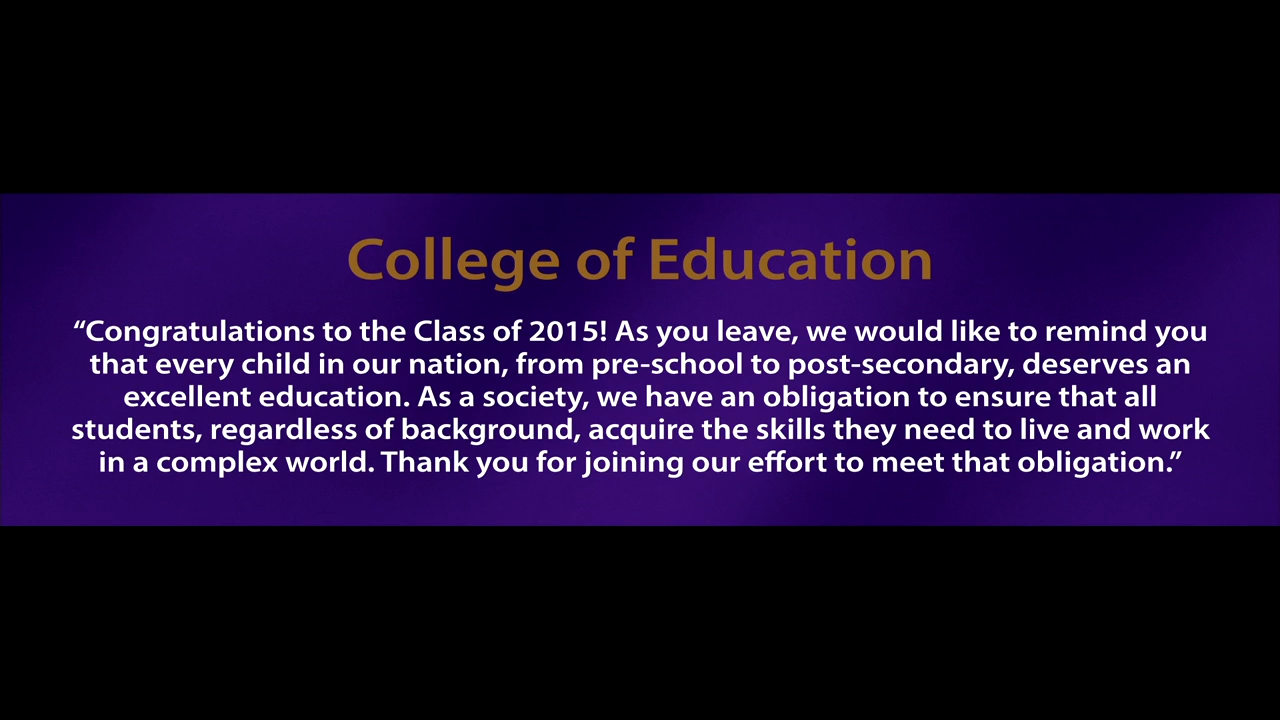 College of Education
“Congratulations to the Class of 2015! As you leave, we would like to remind you
that every child in our nation, from pre-school to post-secondary, deserves an
excellent education. As a society, we have an obligation to ensure that all
students, regardless of background, acquire the skills they need to live and work
in a complex world. Thank you for joining our effort to meet that obligation.”